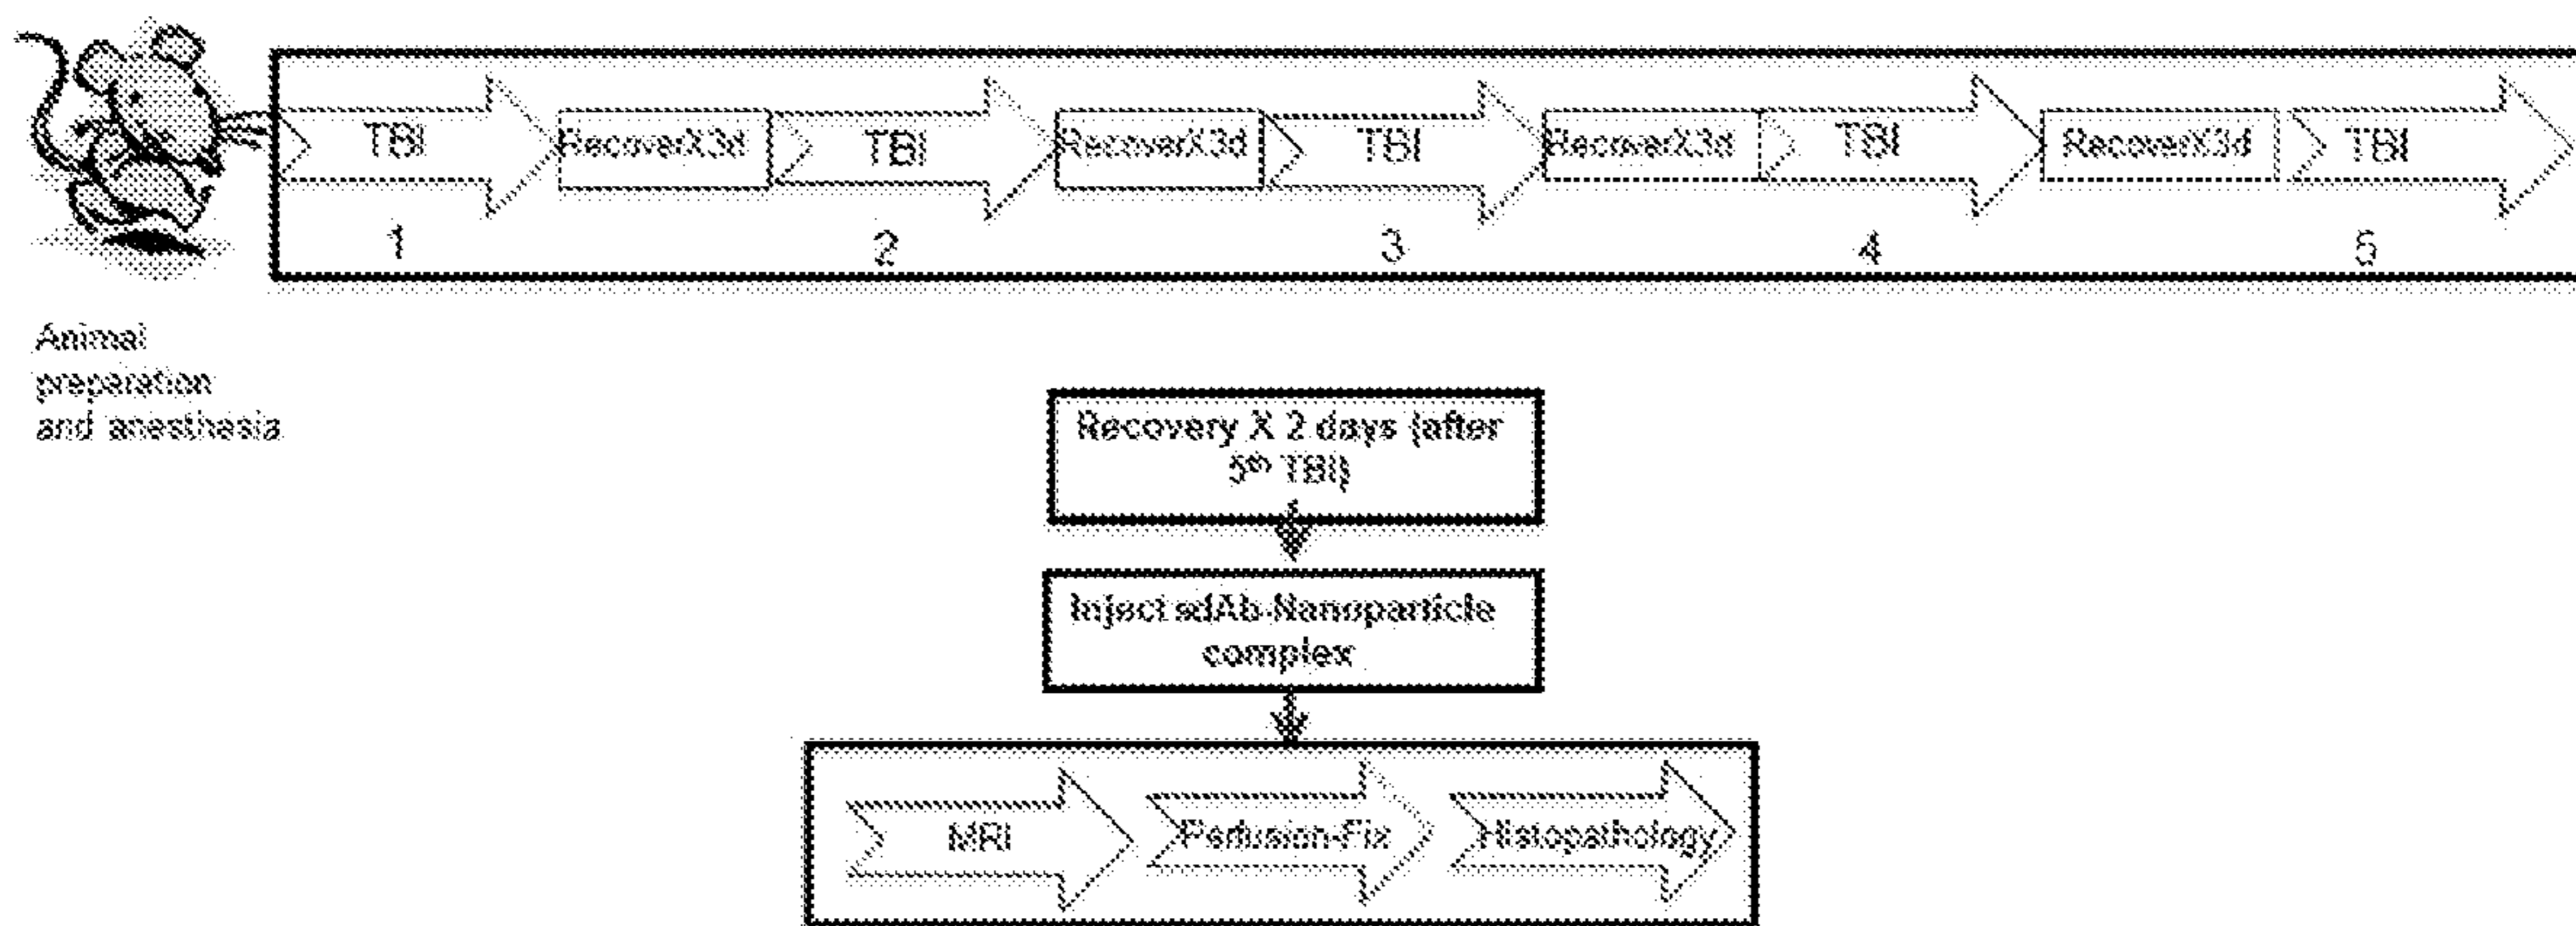 TBI RecoverX3d TBI RecoverX3d TBI RecoverX3d TBI RecoverX3d TBI
1 2 3 4 5
Animal
preparation
and anesthesia
Recovery X 2 days (after
5th TBI)
Inject sdAb-Nanoparticle
complex
MRI Perfusion-Fix Histopathology